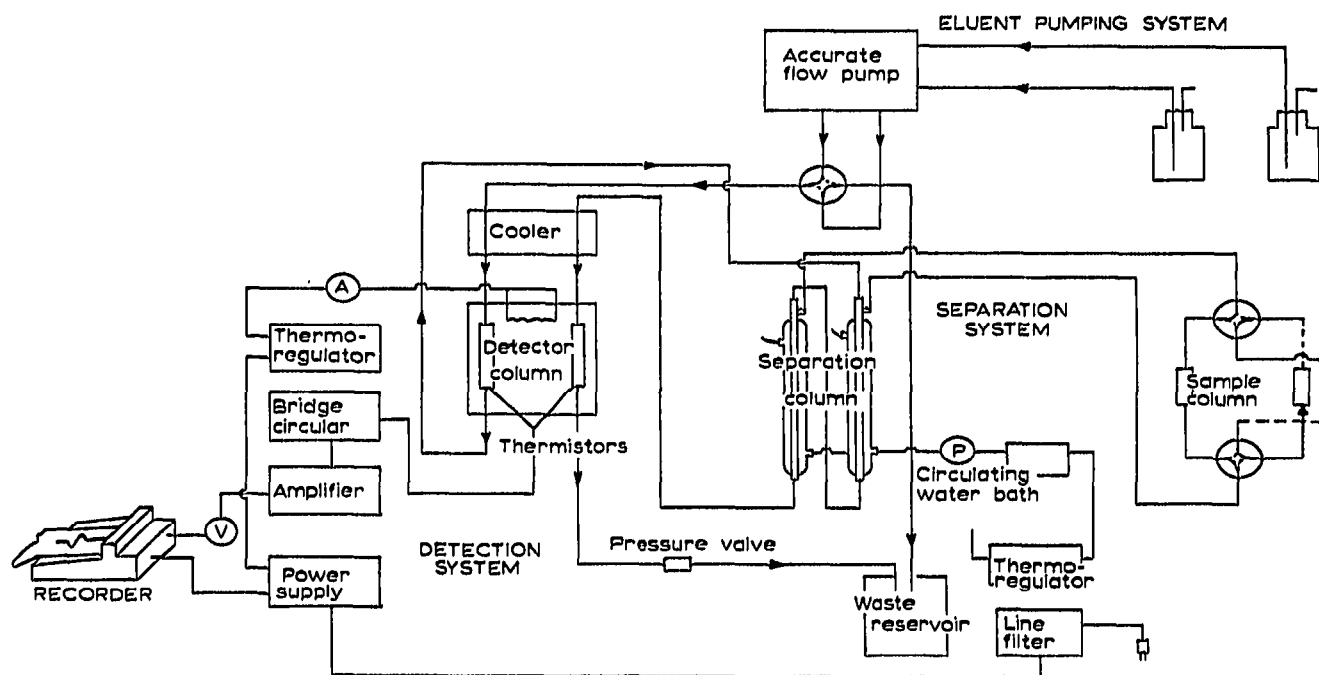 ELUENT PUMPING SYSTEM
Accurate
flow pump
Cooler
A
Thermo-
regulator
Detector
column
SEPARATION
SYSTEM
Separation
column
Sample
column
Bridge
circular
Thermistors
P
Circulating
water bath
Amplifier
V
DETECTION
SYSTEM
Pressure valve
Thermo-
regulator
Power
supply
RECORDER
Waste
reservoir
Line
filter